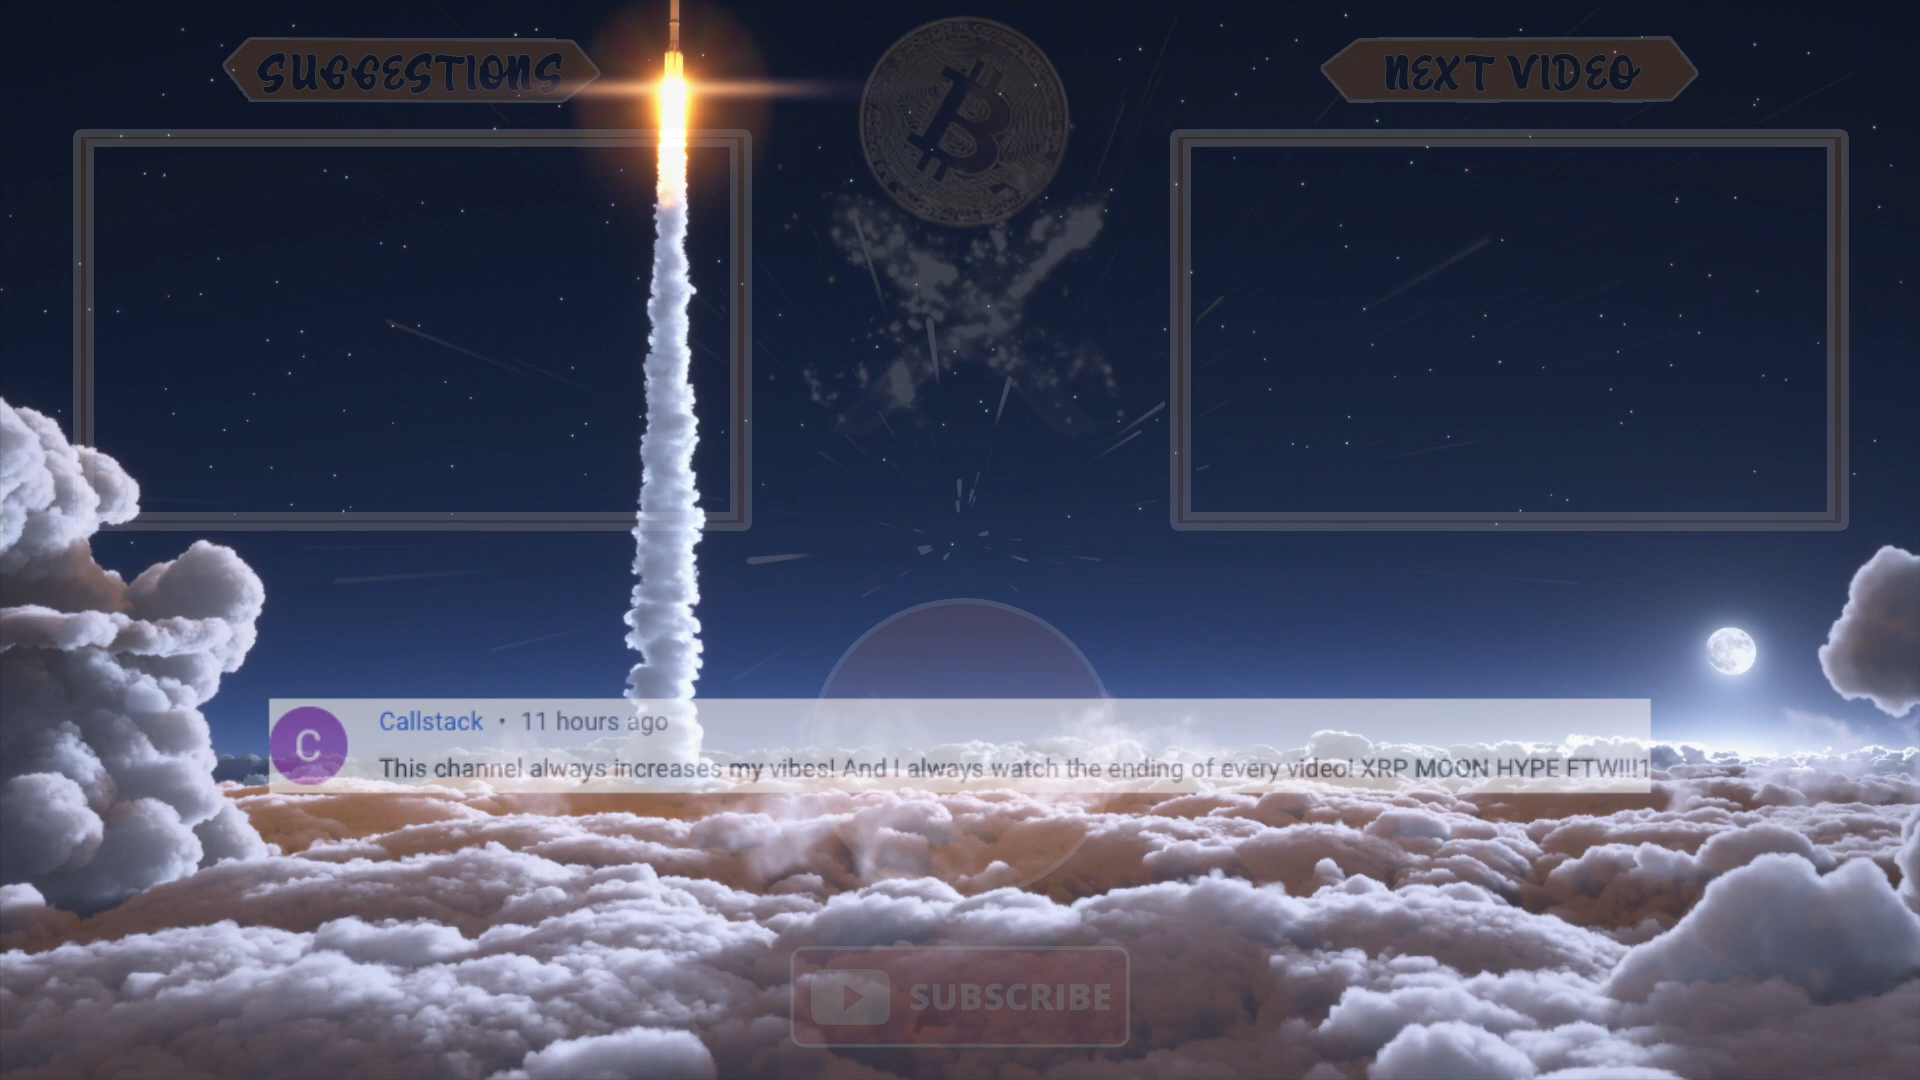 SUGGESTIONS
NEXT VIDEO
C
Callstack • 11 hours ago
This channel always increases my vibes! And I always watch the ending of every video! XRP MOON HYPE FTW!!!1
SUBSCRIBE